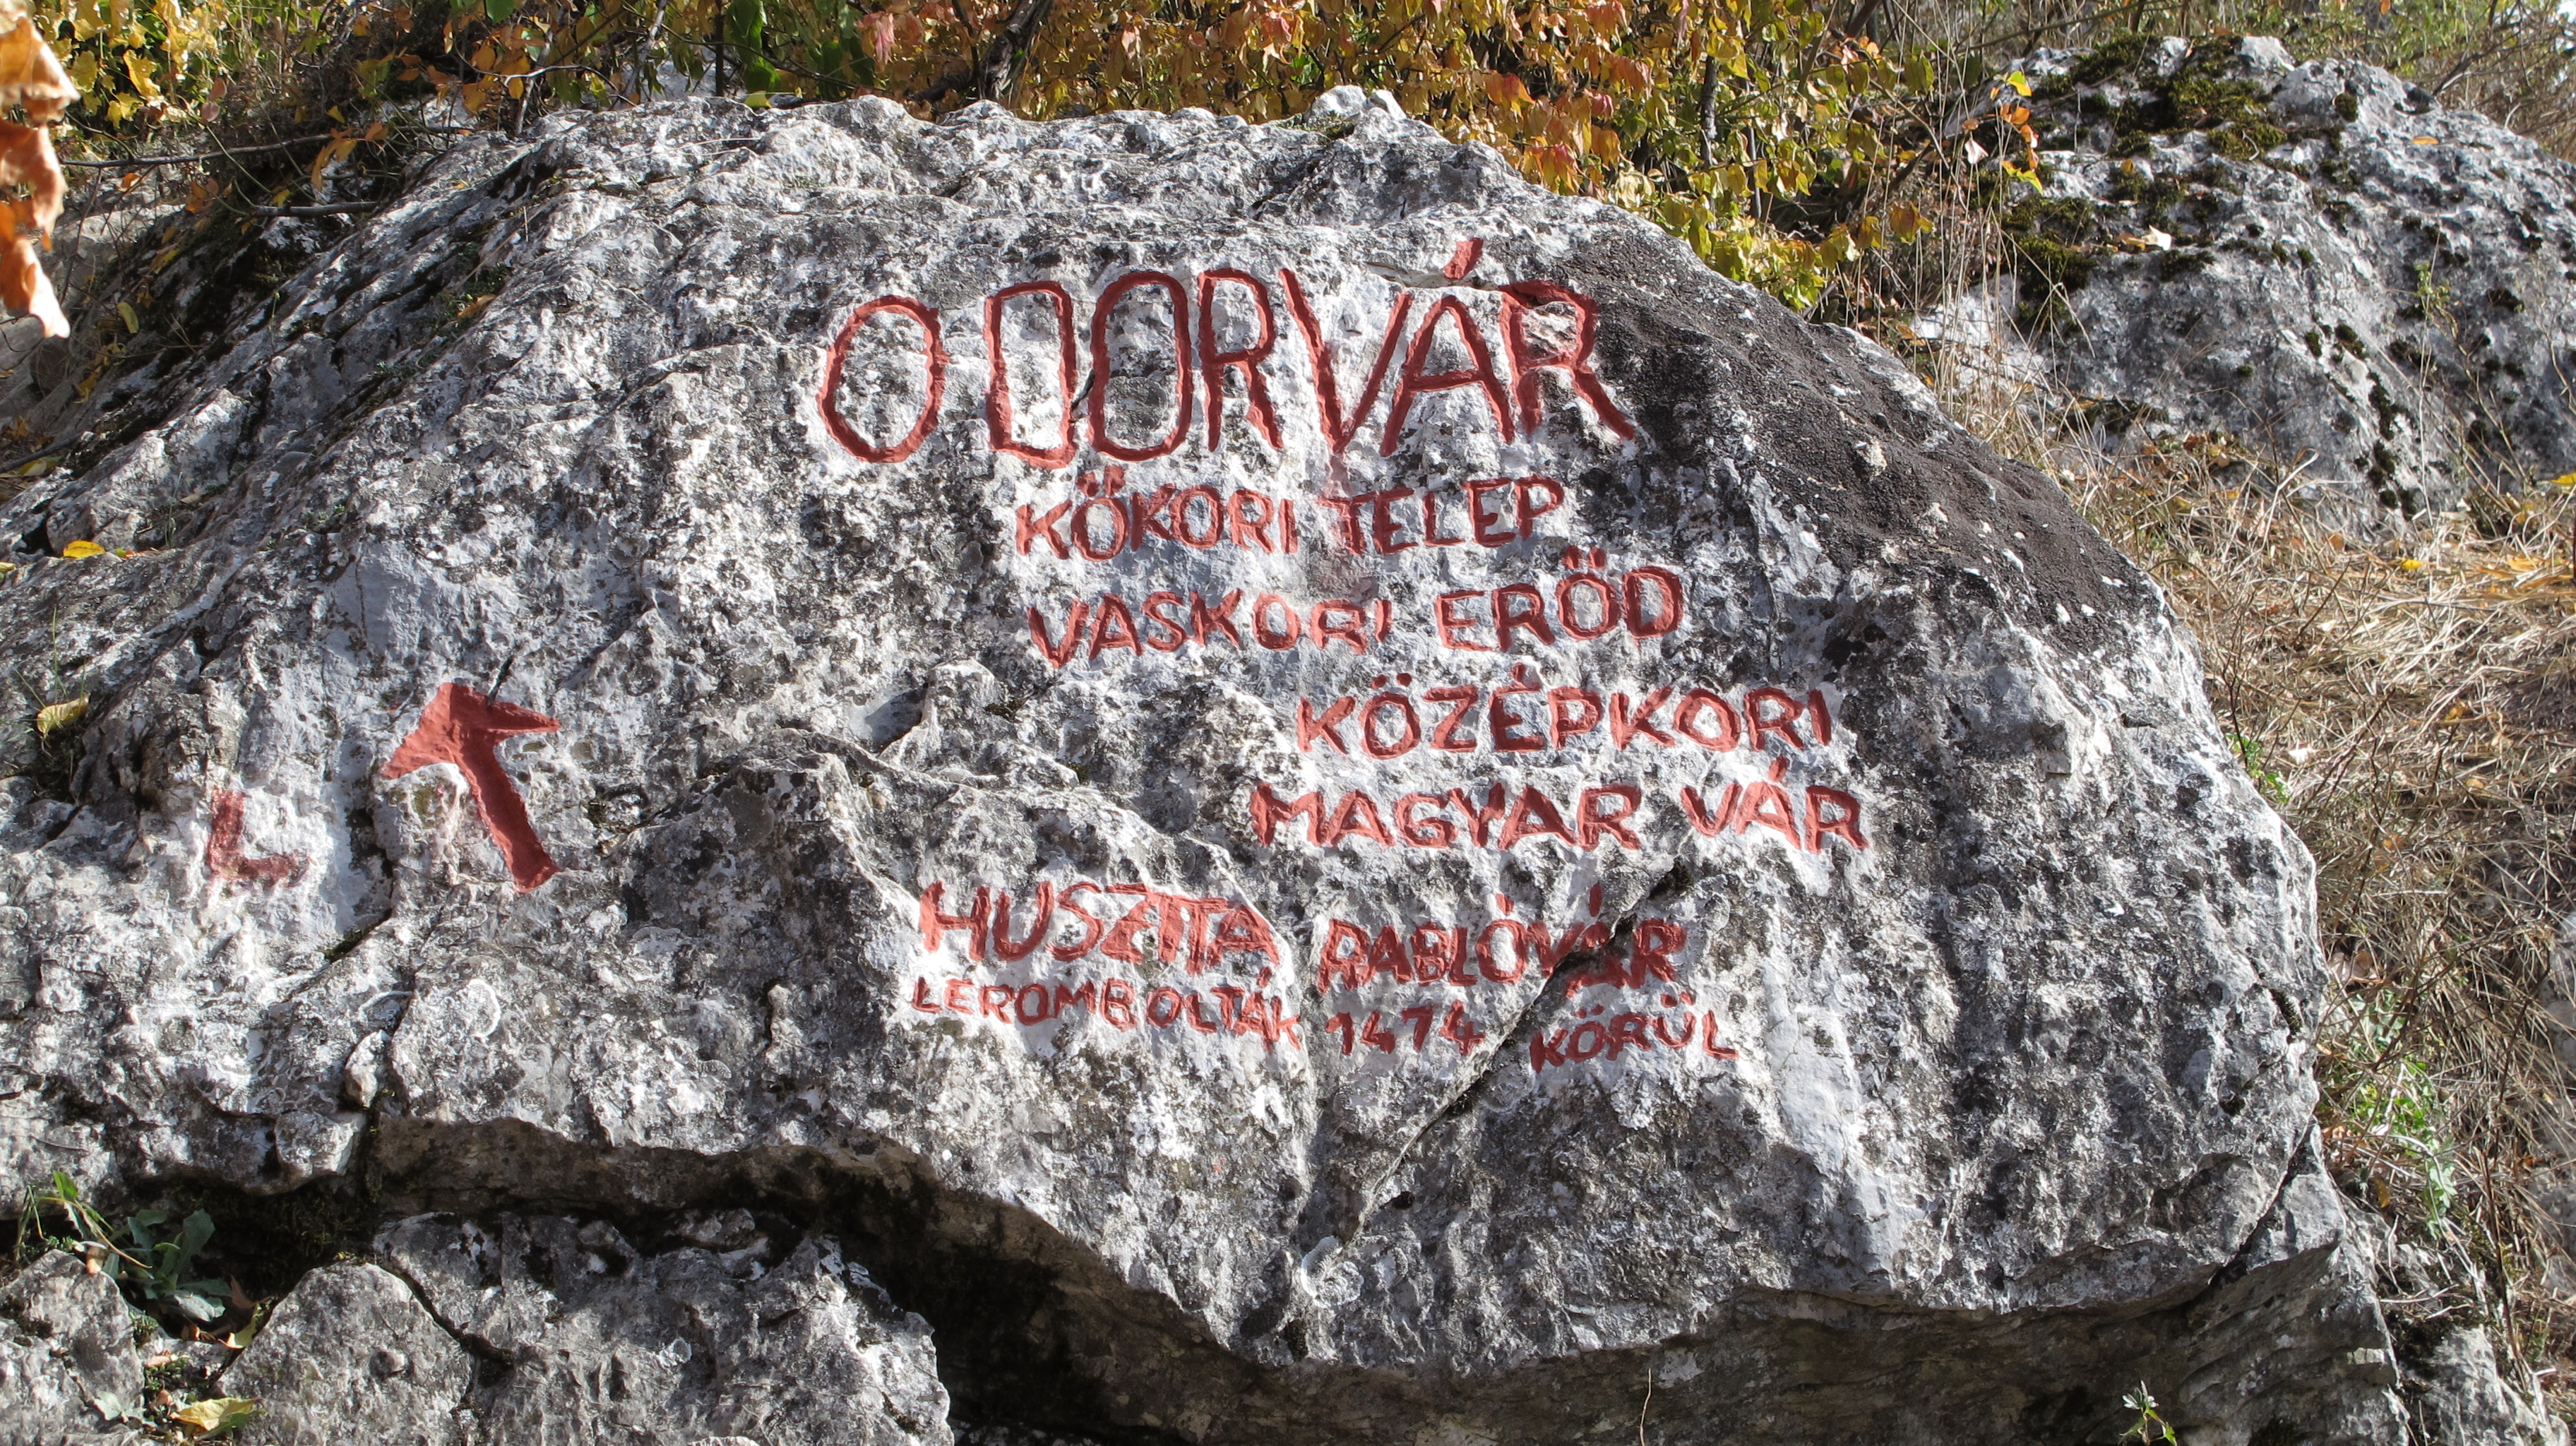 ODORVÁR
KŐKORI TELEP
VASKORI ERŐD
KÖZÉPKORI
MAGYAR VÁR
L
HUSZITA RABLÓVÁR
LEROMBOLTÁK 1474 KÖRÜL